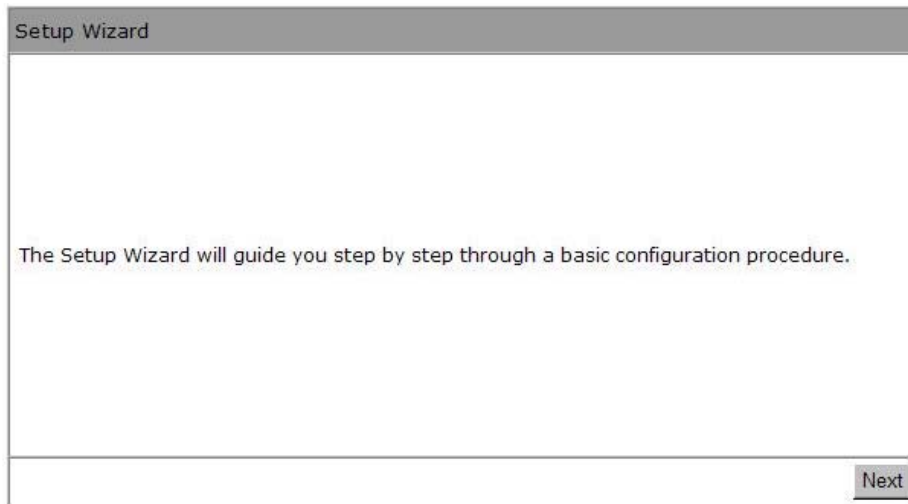 Setup Wizard
The Setup Wizard will guide you step by step through a basic configuration procedure.
Next